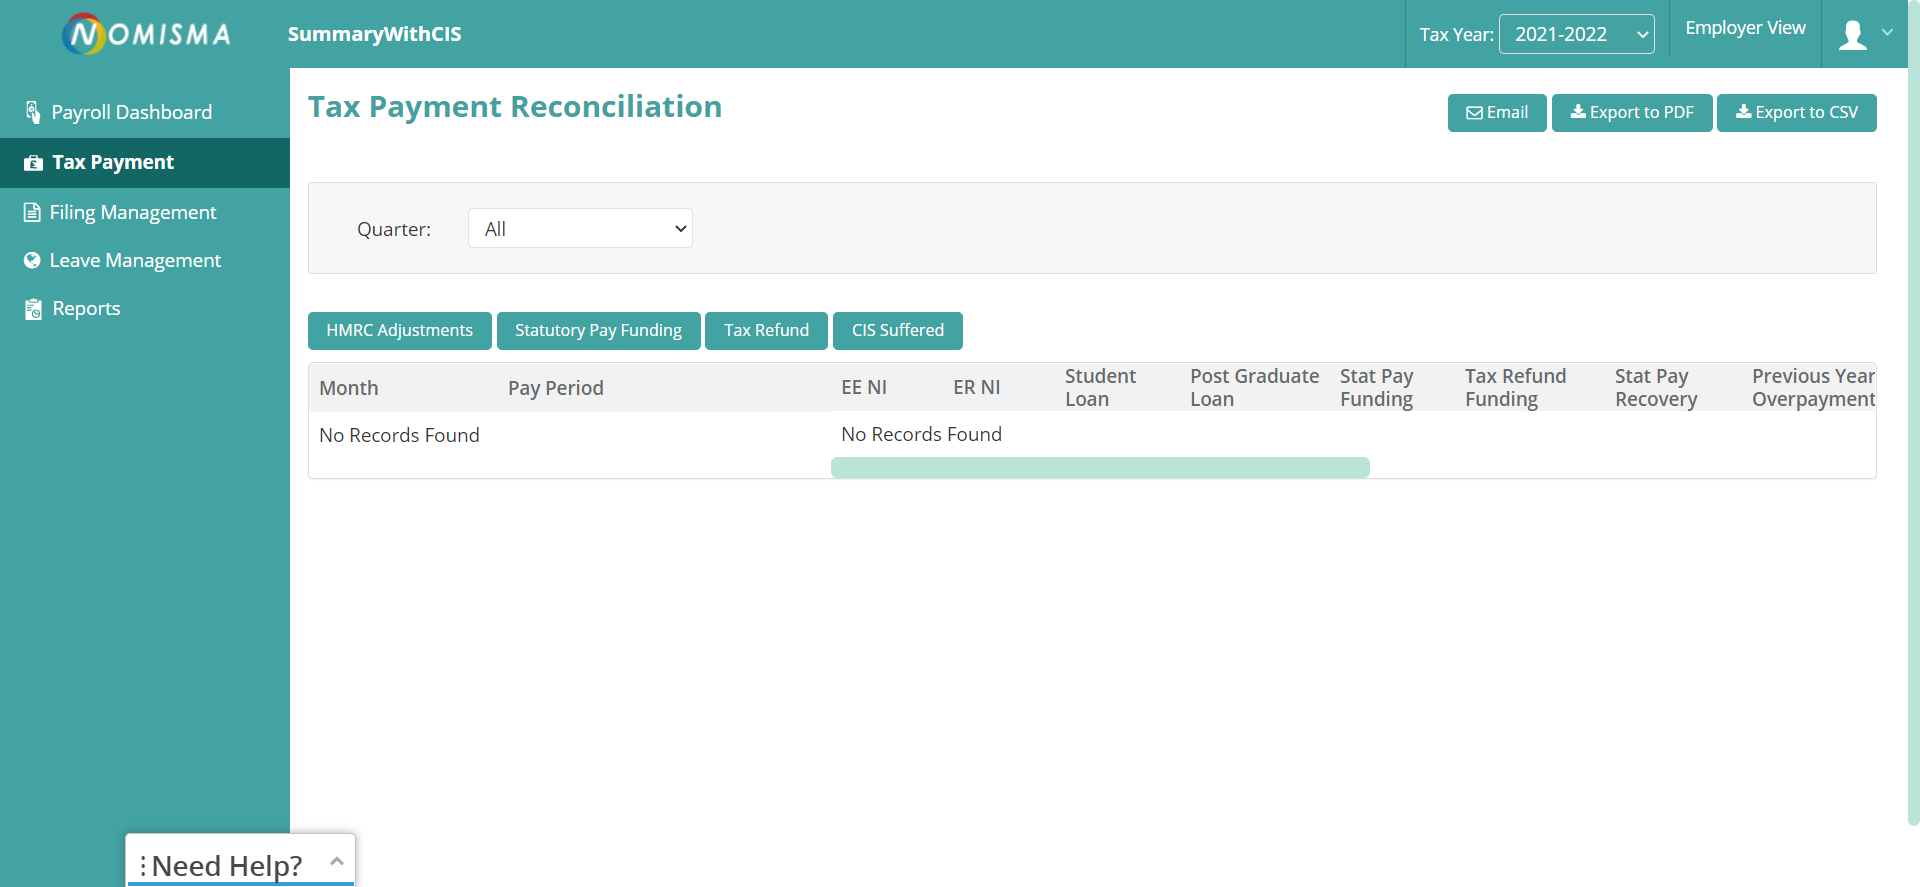 NOMISMA
SummaryWithCIS
Tax Year: 2021-2022
Employer View
Payroll Dashboard
Tax Payment
Filing Management
Leave Management
Reports
Tax Payment Reconciliation
Email
Export to PDF
Export to CSV
Quarter: All
HMRC Adjustments
Statutory Pay Funding
Tax Refund
CIS Suffered
Month
Pay Period
EE NI
ER NI
Student
Loan
Post Graduate
Loan
Stat Pay
Funding
Tax Refund
Funding
Stat Pay
Recovery
Previous Year
Overpayment
No Records Found
No Records Found
Need Help?